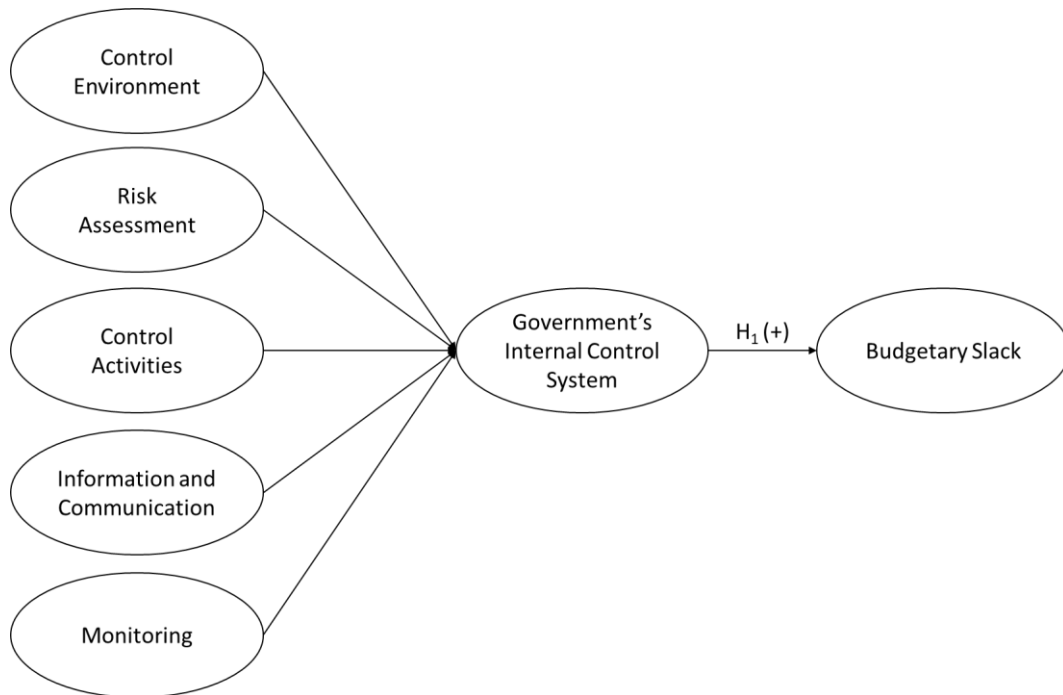 Control
Environment
Risk
Assessment
Control
Activities
Information and
Communication
Monitoring
Government’s
Internal Control
System
H₁ (+)
Budgetary Slack